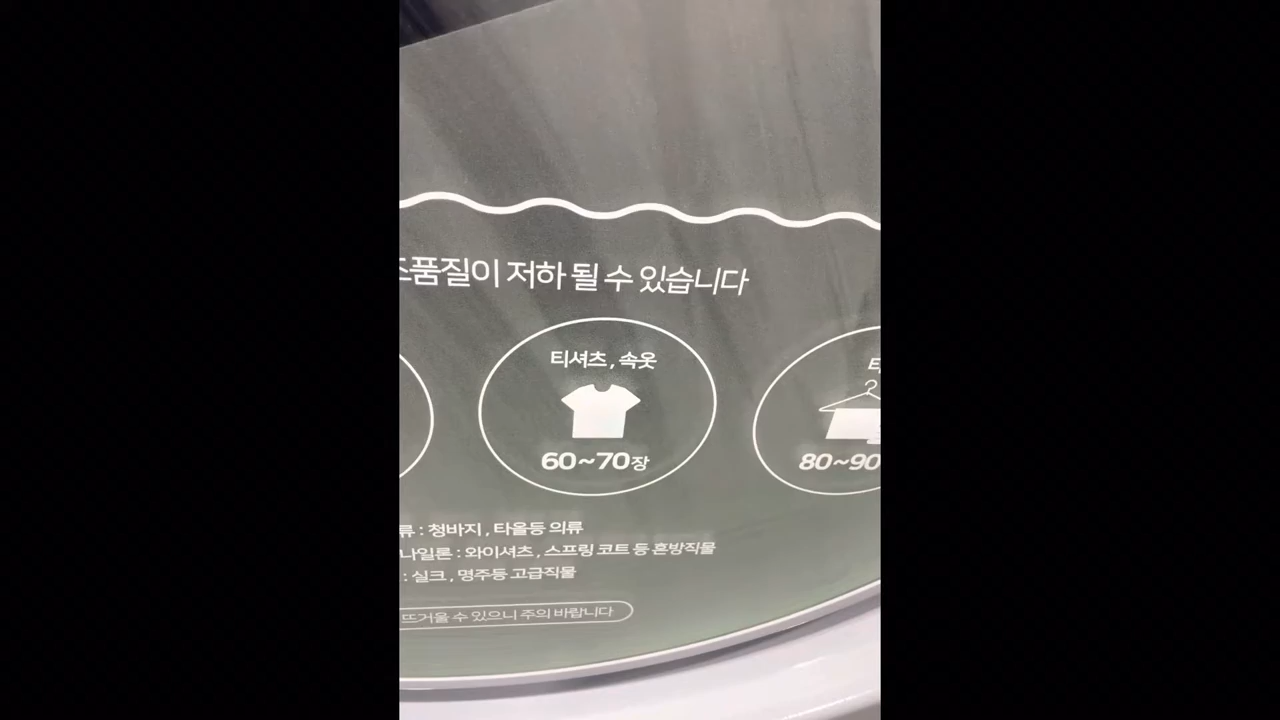 품질이 저하 될 수 있습니다
티셔츠 , 속옷
60~70장
80~90
류 : 청바지 , 타올등 의류
나일론 : 와이셔츠 , 스프링 코트 등 혼방직물
: 실크 , 명주등 고급직물
뜨거울 수 있으니 주의 바랍니다